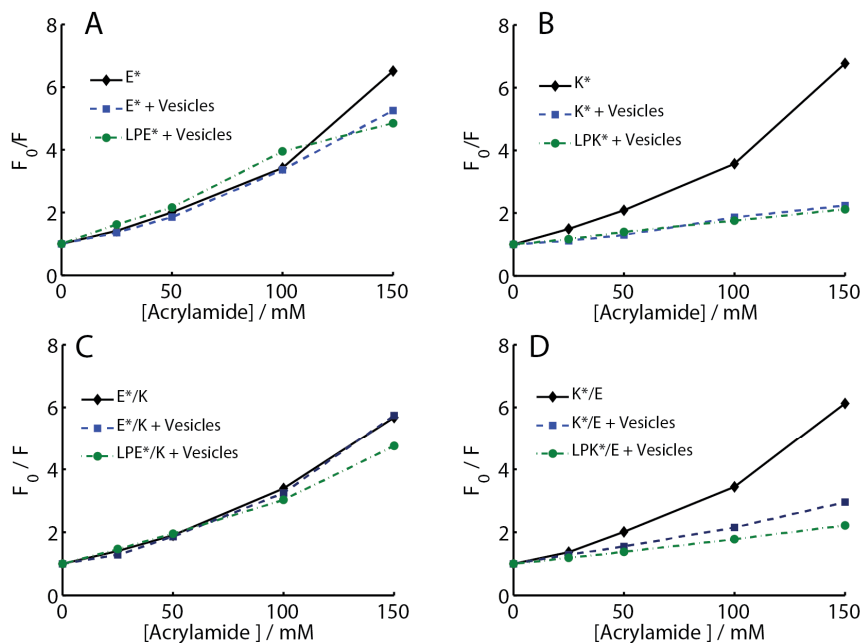 A
8
6
4
2
0
F0/F
E*
E* + Vesicles
LPE* + Vesicles
0
50
100
150
[Acrylamide] / mM
B
8
6
4
2
0
F0/F
K*
K* + Vesicles
LPK* + Vesicles
0
50
100
150
[Acrylamide] / mM
C
8
6
4
2
0
F0 / F
E*/K
E*/K + Vesicles
LPE*/K + Vesicles
0
50
100
150
[Acrylamide ] / mM
D
8
6
4
2
0
F0 / F
K*/E
K*/E + Vesicles
LPK*/E + Vesicles
0
50
100
150
[Acrylamide ] / mM